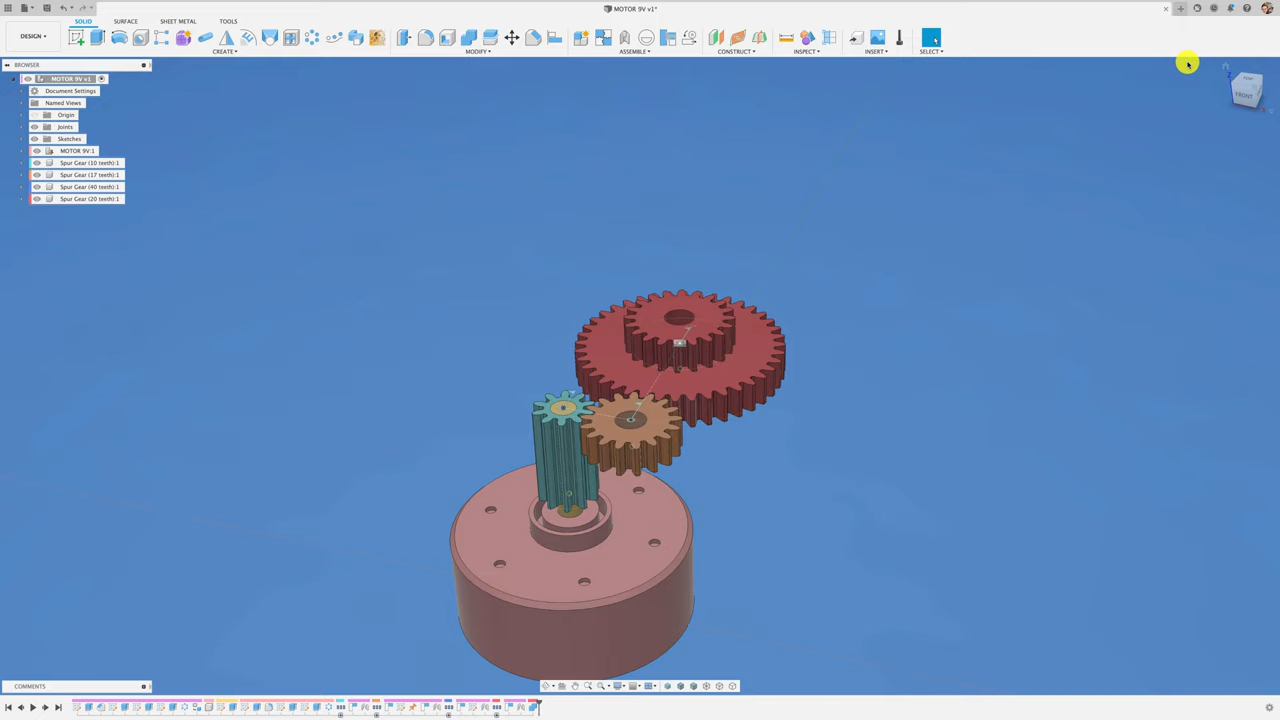 MOTOR 9V v1*
SOLID SURFACE SHEET METAL TOOLS
DESIGN
CREATE MODIFY ASSEMBLE CONSTRUCT INSPECT INSERT SELECT
BROWSER
MOTOR 9V v1
Document Settings
Named Views
Origin
Joints
Sketches
MOTOR 9V:1
Spur Gear (10 teeth):1
Spur Gear (17 teeth):1
Spur Gear (40 teeth):1
Spur Gear (20 teeth):1
TOP
Z
FRONT
COMMENTS